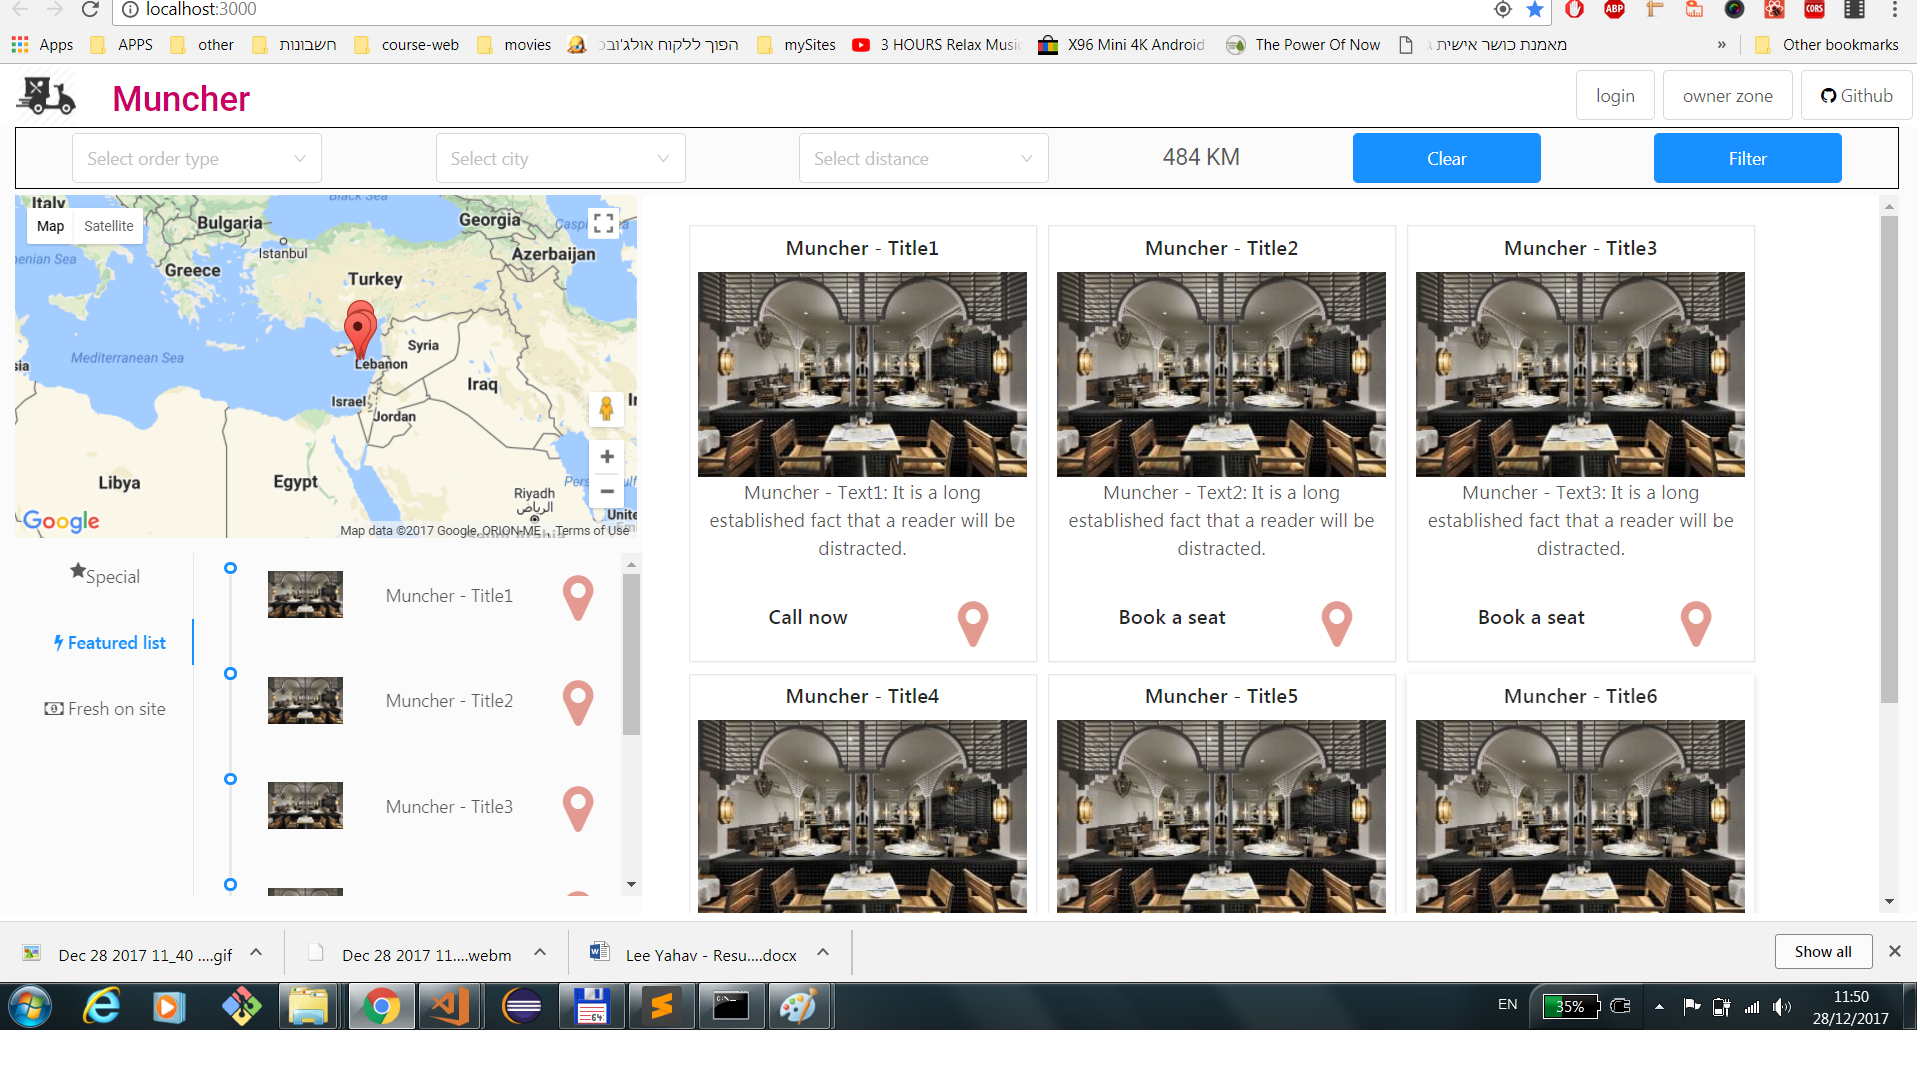 localhost:3000
Apps APPS other חשבונות course-web movies הפוך ללקוח אולג'ובס mySites 3 HOURS Relax Music X96 Mini 4K Android The Power Of Now מאמנת כושר אישית » Other bookmarks
ABP CORS
Muncher login owner zone Github
Select order type Select city Select distance 484 KM Clear Filter
Map Satellite
Italy Bulgaria Black Sea Georgia
Istanbul Azerbaijan
Greece Turkey
Mediterranean Sea Syria
Lebanon
Iraq
Israel
Jordan
Libya Egypt
Riyadh
الرياض
Google
Map data ©2017 Google, ORION-ME Terms of Use
Special
Featured list
Fresh on site
Muncher - Title1
Muncher - Title2
Muncher - Title3
Muncher - Title1
Muncher - Text1: It is a long
established fact that a reader will be
distracted.
Call now
Muncher - Title2
Muncher - Text2: It is a long
established fact that a reader will be
distracted.
Book a seat
Muncher - Title3
Muncher - Text3: It is a long
established fact that a reader will be
distracted.
Book a seat
Muncher - Title4
Muncher - Title5
Muncher - Title6
Dec 28 2017 11_40 ....gif Dec 28 2017 11....webm Lee Yahav - Resu....docx Show all
EN 35% 11:50
28/12/2017